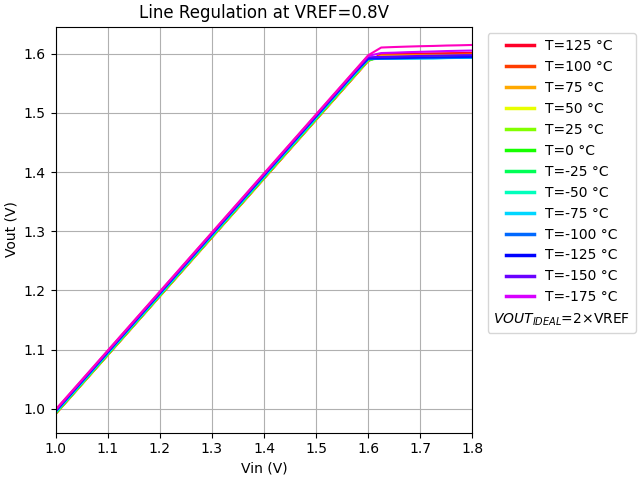 Line Regulation at VREF=0.8V
Vout (V)
1.6
1.5
1.4
1.3
1.2
1.1
1.0
1.0 1.1 1.2 1.3 1.4 1.5 1.6 1.7 1.8
Vin (V)
T=125 °C
T=100 °C
T=75 °C
T=50 °C
T=25 °C
T=0 °C
T=-25 °C
T=-50 °C
T=-75 °C
T=-100 °C
T=-125 °C
T=-150 °C
T=-175 °C
VOUT_IDEAL=2×VREF